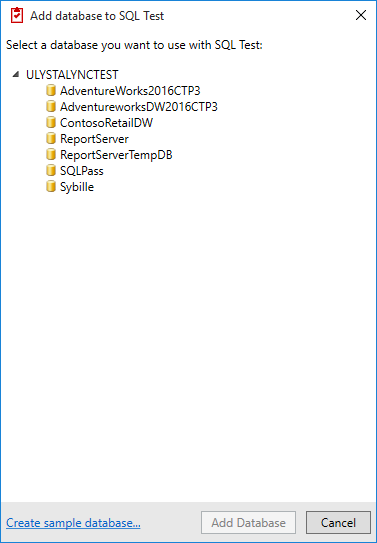 Add database to SQL Test
Select a database you want to use with SQL Test:
ULYSTALYNCTEST
AdventureWorks2016CTP3
AdventureworksDW2016CTP3
ContosoRetailDW
ReportServer
ReportServerTempDB
SQLPass
Sybille
Create sample database...
Add Database
Cancel